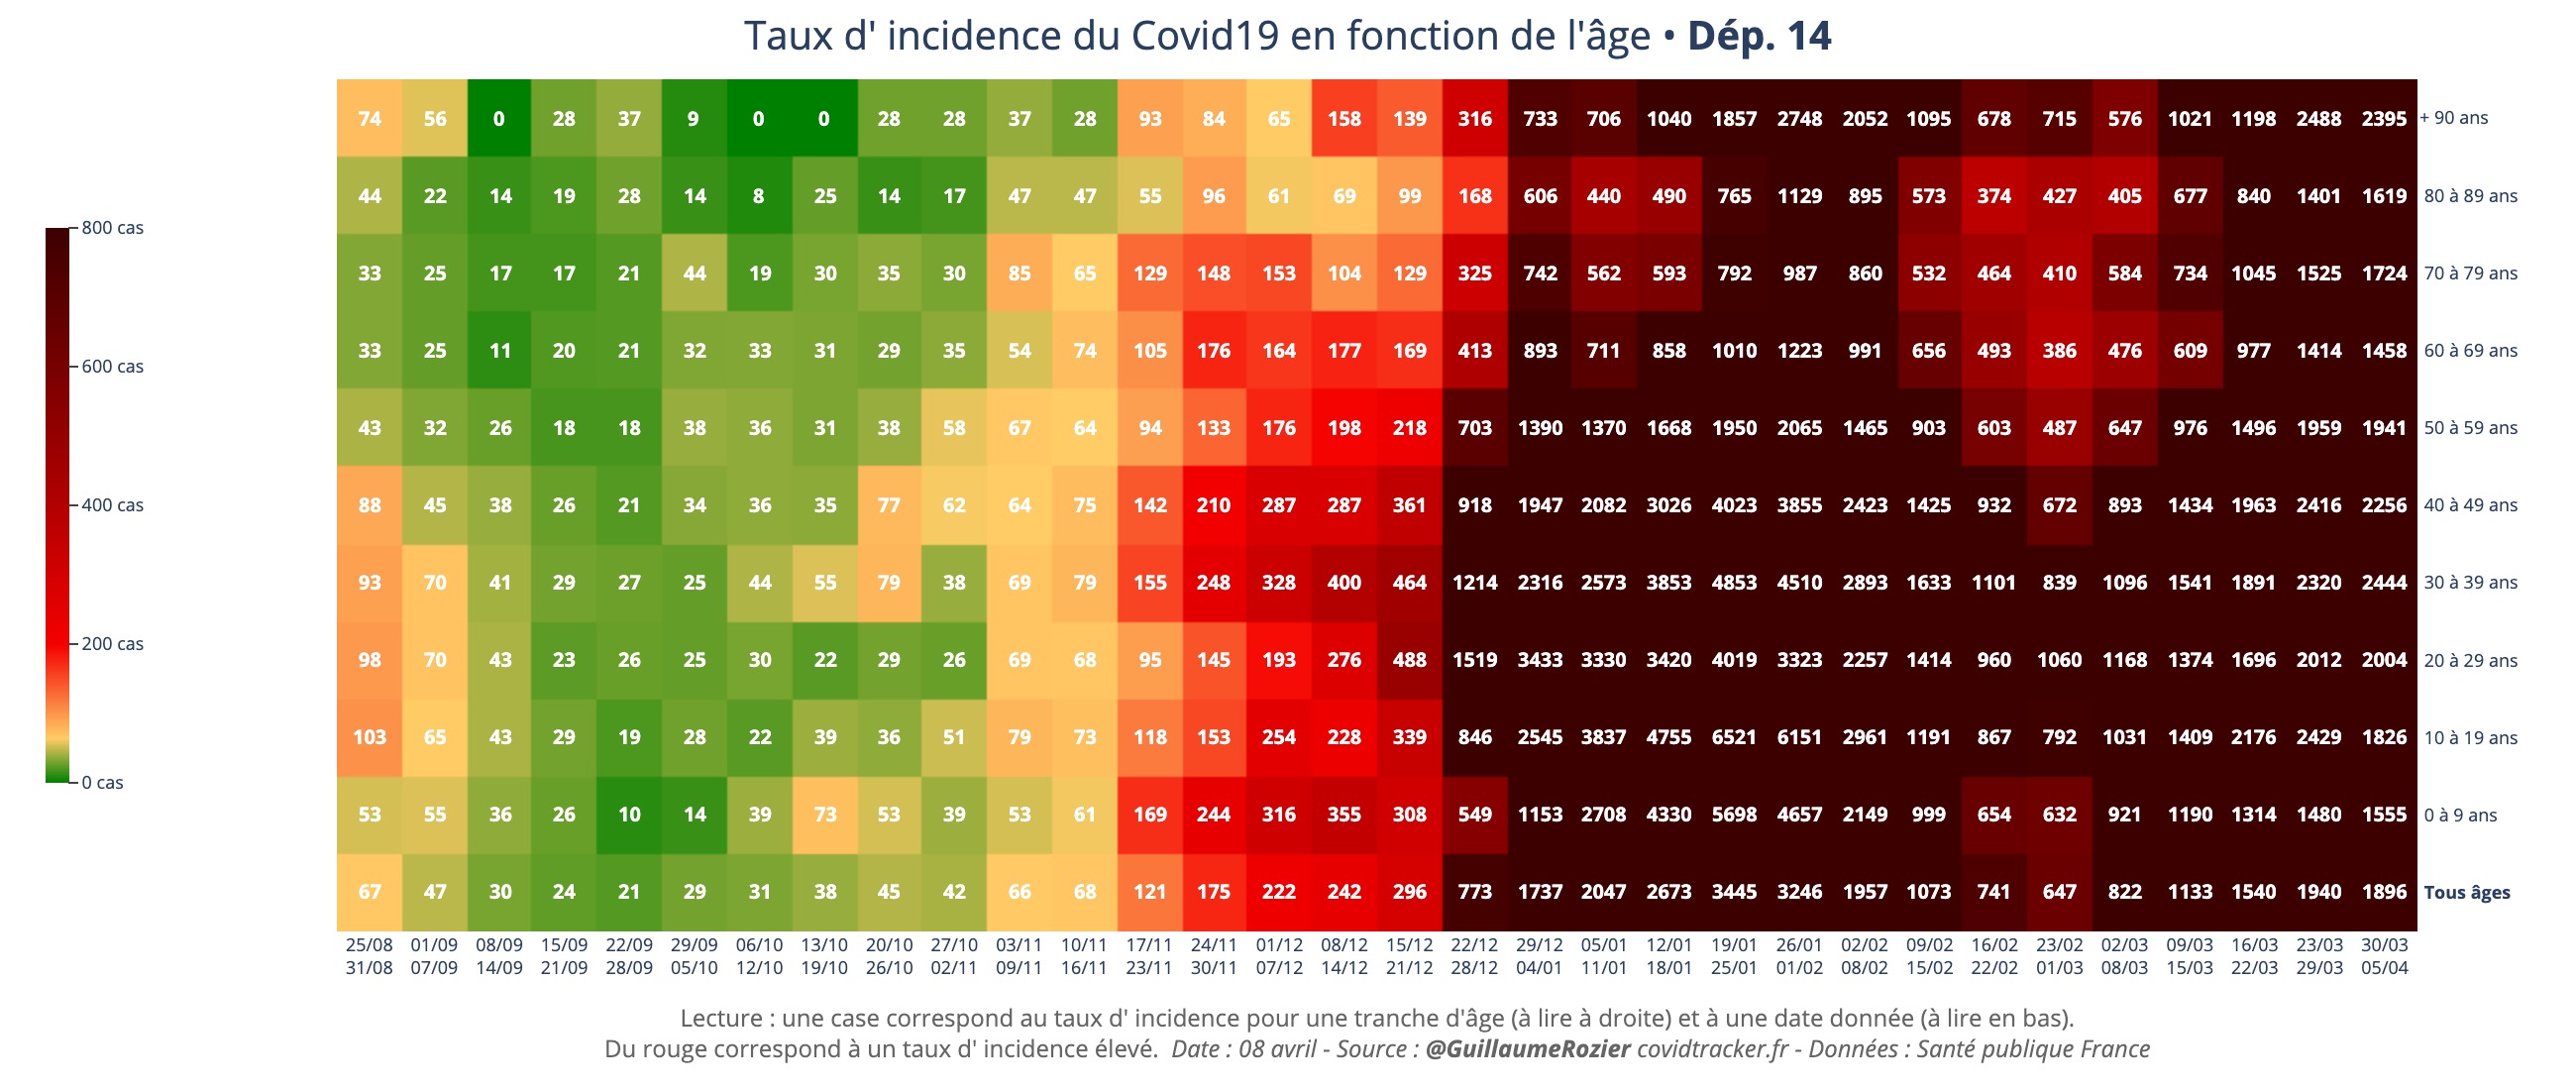 Taux d' incidence du Covid19 en fonction de l'âge • Dép. 14
800 cas
600 cas
400 cas
200 cas
0 cas
74 56 0 28 37 9 0 0 28 28 37 28 93 84 65 158 139 316 733 706 1040 1857 2748 2052 1095 678 715 576 1021 1198 2488 2395 + 90 ans
44 22 14 19 28 14 8 25 14 17 47 47 55 96 61 69 99 168 606 440 490 765 1129 895 573 374 427 405 677 840 1401 1619 80 à 89 ans
33 25 17 17 21 44 19 30 35 30 85 65 129 148 153 104 129 325 742 562 593 792 987 860 532 464 410 584 734 1045 1525 1724 70 à 79 ans
33 25 11 20 21 32 33 31 29 35 54 74 105 176 164 177 169 413 893 711 858 1010 1223 991 656 493 386 476 609 977 1414 1458 60 à 69 ans
43 32 26 18 18 38 36 31 38 58 67 64 94 133 176 198 218 703 1390 1370 1668 1950 2065 1465 903 603 487 647 976 1496 1959 1941 50 à 59 ans
88 45 38 26 21 34 36 35 77 62 64 75 142 210 287 287 361 918 1947 2082 3026 4023 3855 2423 1425 932 672 893 1434 1963 2416 2256 40 à 49 ans
93 70 41 29 27 25 44 55 79 38 69 79 155 248 328 400 464 1214 2316 2573 3853 4853 4510 2893 1633 1101 839 1096 1541 1891 2320 2444 30 à 39 ans
98 70 43 23 26 25 30 22 29 26 69 68 95 145 193 276 488 1519 3433 3330 3420 4019 3323 2257 1414 960 1060 1168 1374 1696 2012 2004 20 à 29 ans
103 65 43 29 19 28 22 39 36 51 79 73 118 153 254 228 339 846 2545 3837 4755 6521 6151 2961 1191 867 792 1031 1409 2176 2429 1826 10 à 19 ans
53 55 36 26 10 14 39 73 53 39 53 61 169 244 316 355 308 549 1153 2708 4330 5698 4657 2149 999 654 632 921 1190 1314 1480 1555 0 à 9 ans
67 47 30 24 21 29 31 38 45 42 66 68 121 175 222 242 296 773 1737 2047 2673 3445 3246 1957 1073 741 647 822 1133 1540 1940 1896 Tous âges
25/08 01/09 08/09 15/09 22/09 29/09 06/10 13/10 20/10 27/10 03/11 10/11 17/11 24/11 01/12 08/12 15/12 22/12 29/12 05/01 12/01 19/01 26/01 02/02 09/02 16/02 23/02 02/03 09/03 16/03 23/03 30/03
31/08 07/09 14/09 21/09 28/09 05/10 12/10 19/10 26/10 02/11 09/11 16/11 23/11 30/11 07/12 14/12 21/12 28/12 04/01 11/01 18/01 25/01 01/02 08/02 15/02 22/02 01/03 08/03 15/03 22/03 29/03 05/04
Lecture : une case correspond au taux d' incidence pour une tranche d'âge (à lire à droite) et à une date donnée (à lire en bas).
Du rouge correspond à un taux d' incidence élevé. Date : 08 avril - Source : @GuillaumeRozier covidtracker.fr - Données : Santé publique France